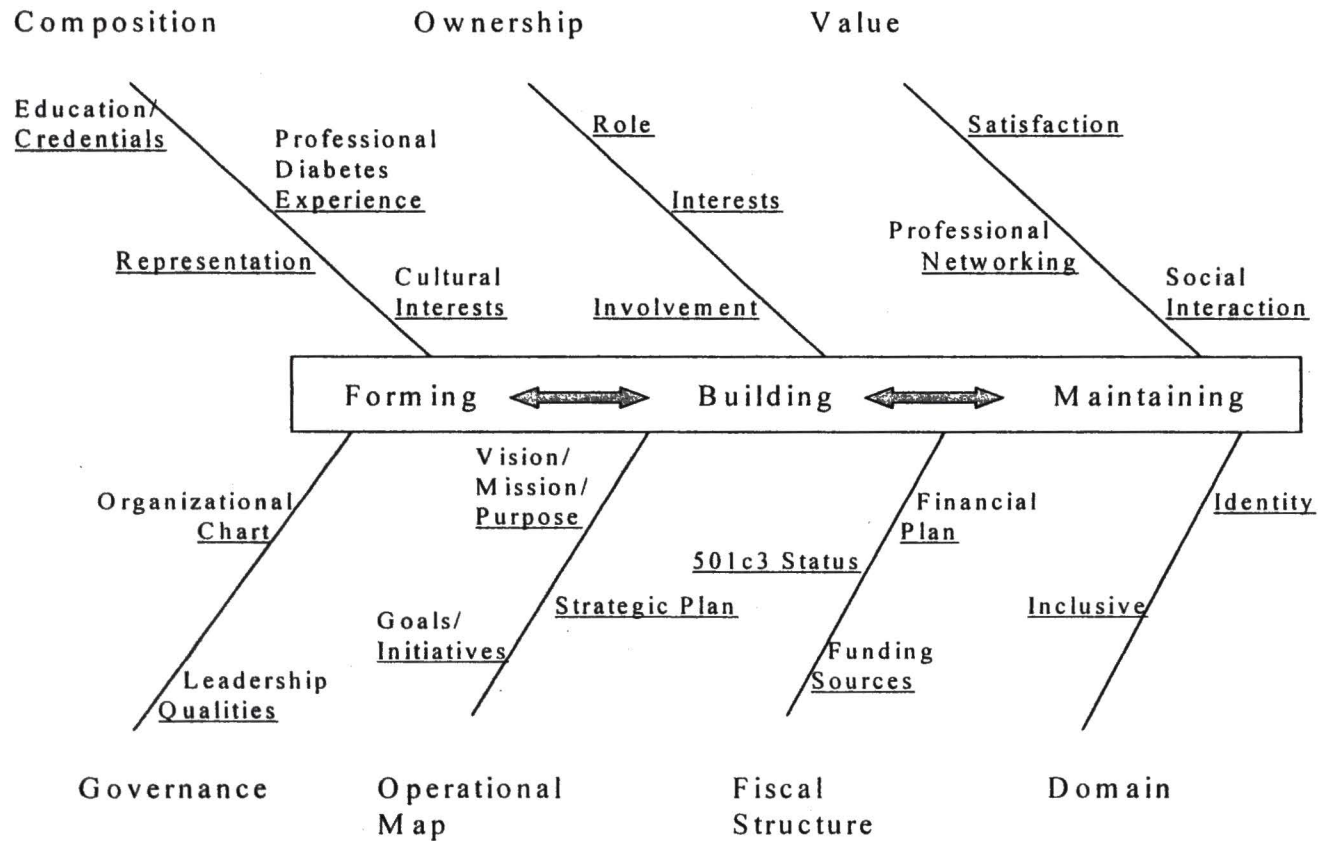 Composition
Ownership
Value
Education/
Credentials
Professional
Diabetes
Experience
Representation
Cultural
Interests
Role
Interests
Involvement
Satisfaction
Professional
Networking
Social
Interaction
Forming
Building
Maintaining
Organizational
Chart
Leadership
Qualities
Vision/
Mission/
Purpose
Goals/
Initiatives
Strategic Plan
Financial
Plan
501c3 Status
Funding
Sources
Identity
Inclusive
Governance
Operational
Map
Fiscal
Structure
Domain